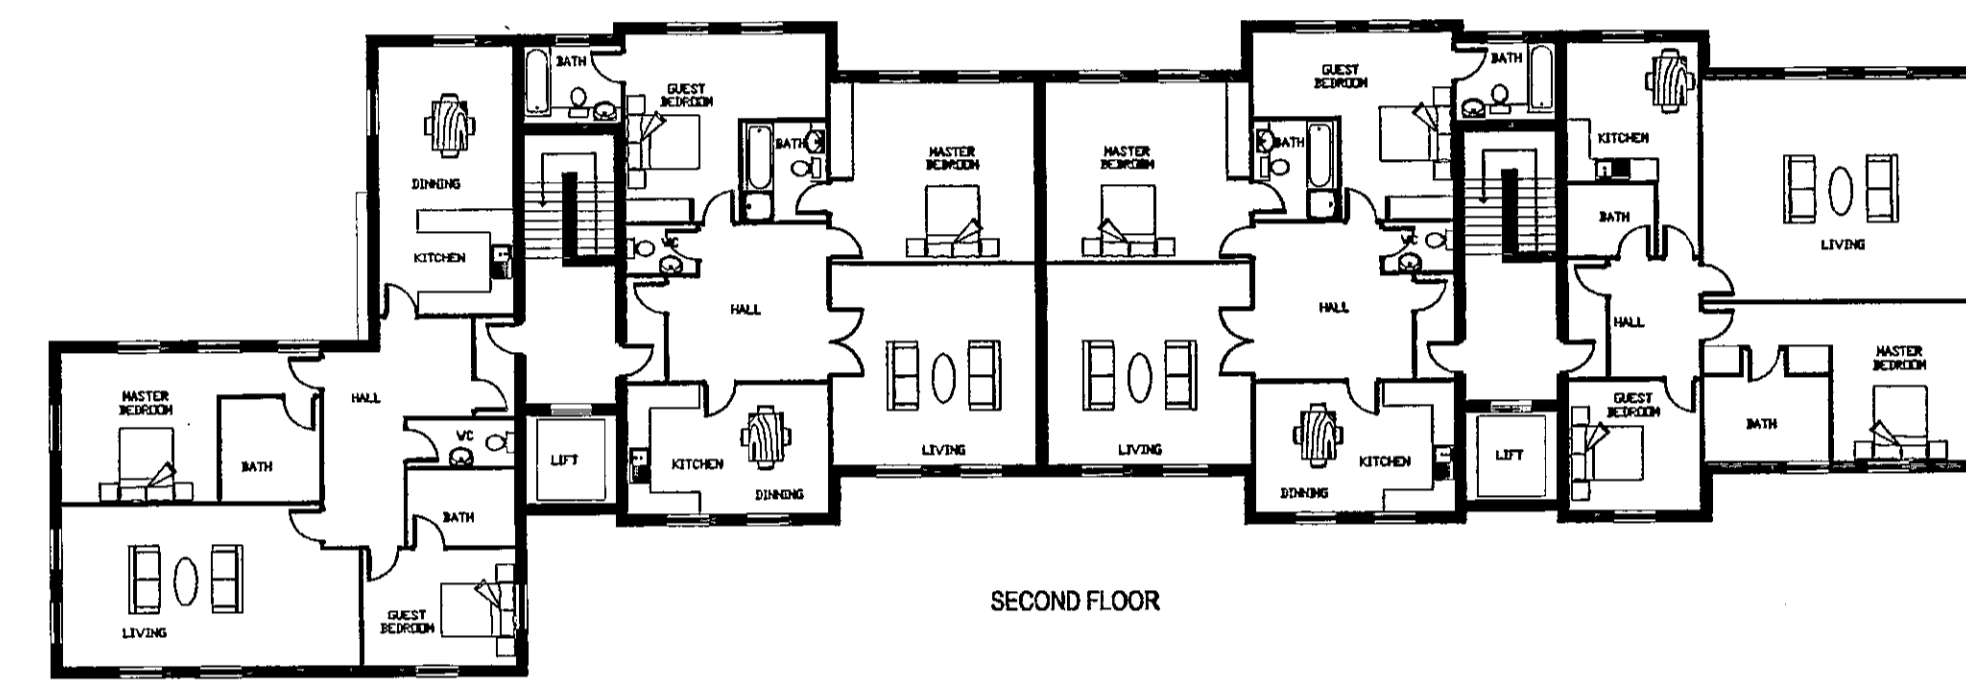 BATH
GUEST
BEDROOM
DINNING
KITCHEN
BATH
MASTER
BEDROOM
WC
HALL
LIVING
KITCHEN
DINNING
LIFT
MASTER
BEDROOM
HALL
BATH
WC
BATH
LIVING
GUEST
BEDROOM
GUEST
BEDROOM
BATH
MASTER
BEDROOM
BATH
WC
HALL
LIVING
DINNING
KITCHEN
LIFT
KITCHEN
BATH
LIVING
HALL
MASTER
BEDROOM
GUEST
BEDROOM
BATH
SECOND FLOOR